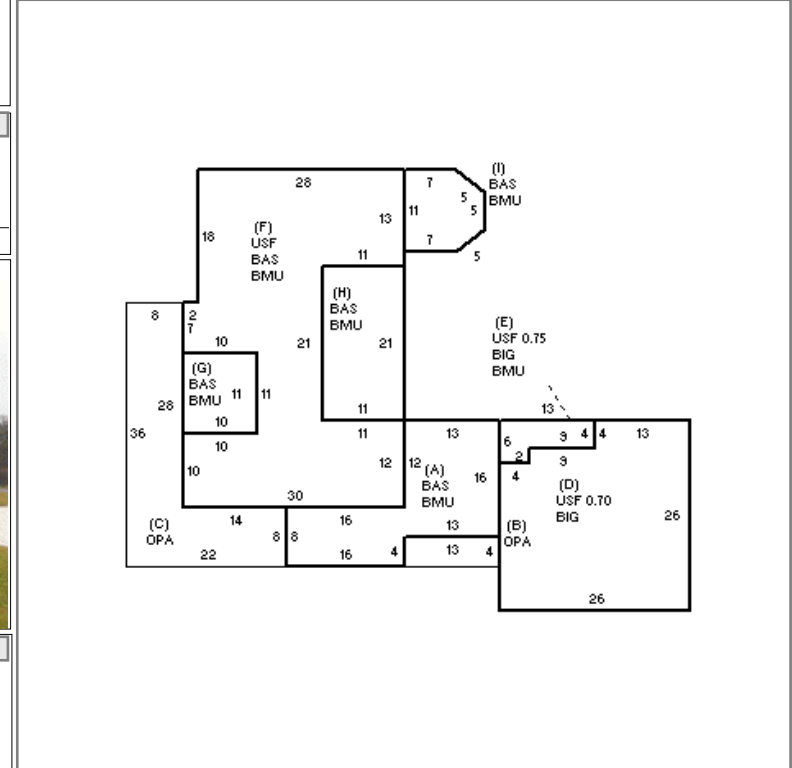 28
7
(I)
BAS
BMU
5
5
11
13
7
5
18
(F)
USF
BAS
BMU
11
8
2
7
(H)
BAS
BMU
(E)
USF 0.75
BIG
BMU
10
21
21
(G)
BAS
BMU
11
11
28
10
36
11
13
10
11
13
6
9
4
4
13
10
12
12
(A)
BAS
BMU
16
2
4
9
(D)
USF 0.70
BIG
30
26
(C)
OPA
14
8
8
16
13
(B)
OPA
22
16
4
13
4
26